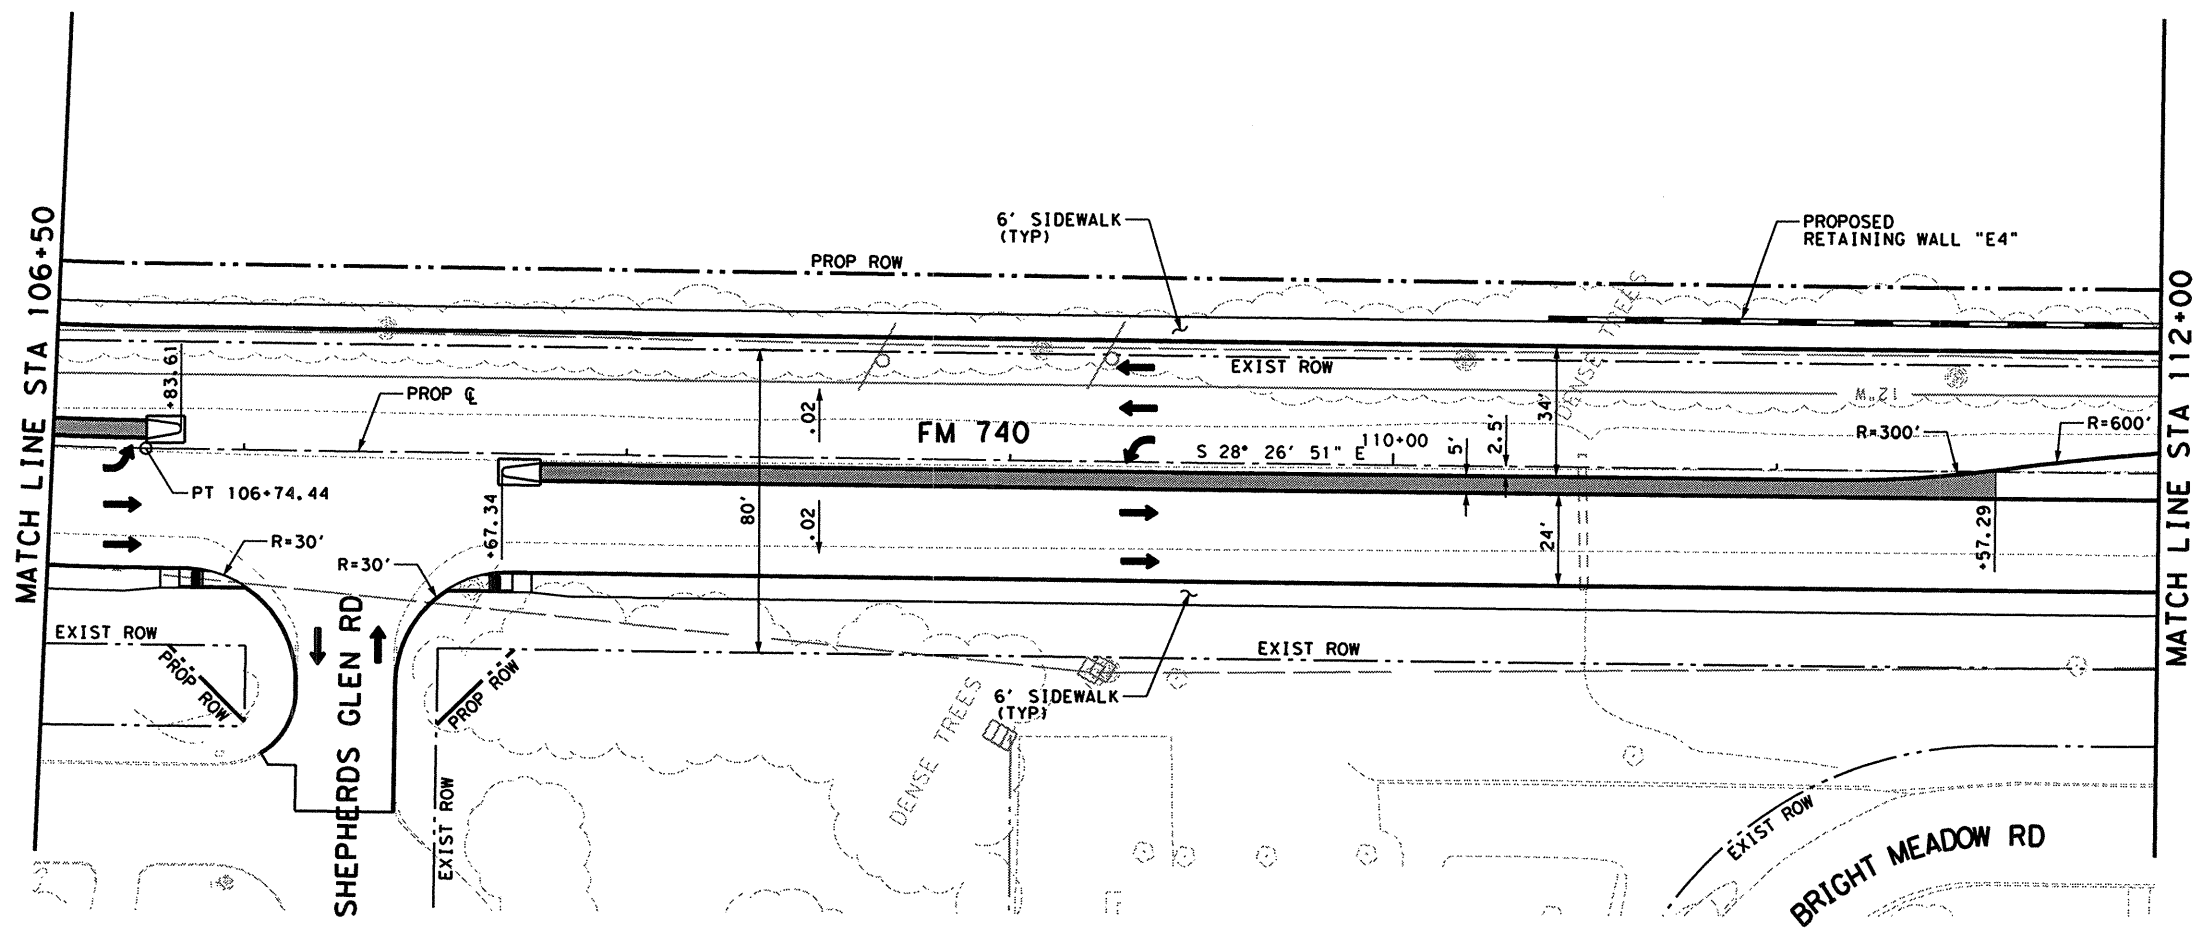 MATCH LINE STA 106+50
6' SIDEWALK
(TYP)
PROPOSED
RETAINING WALL "E4"
PROP ROW
DENSE TREES
+83.61
EXIST ROW
12"W
PROP ℄
.02
FM 740
34'
R=300'
R=600'
S 28° 26' 51" E
110+00
5'
2.5'
PT 106+74.44
+67.34
80'
.02
24'
+57.29
R=30'
R=30'
EXIST ROW
PROP ROW
SHEPHERDS GLEN RD
PROP ROW
EXIST ROW
EXIST ROW
6' SIDEWALK
(TYP)
DENSE TREES
EXIST ROW
BRIGHT MEADOW RD
MATCH LINE STA 112+00